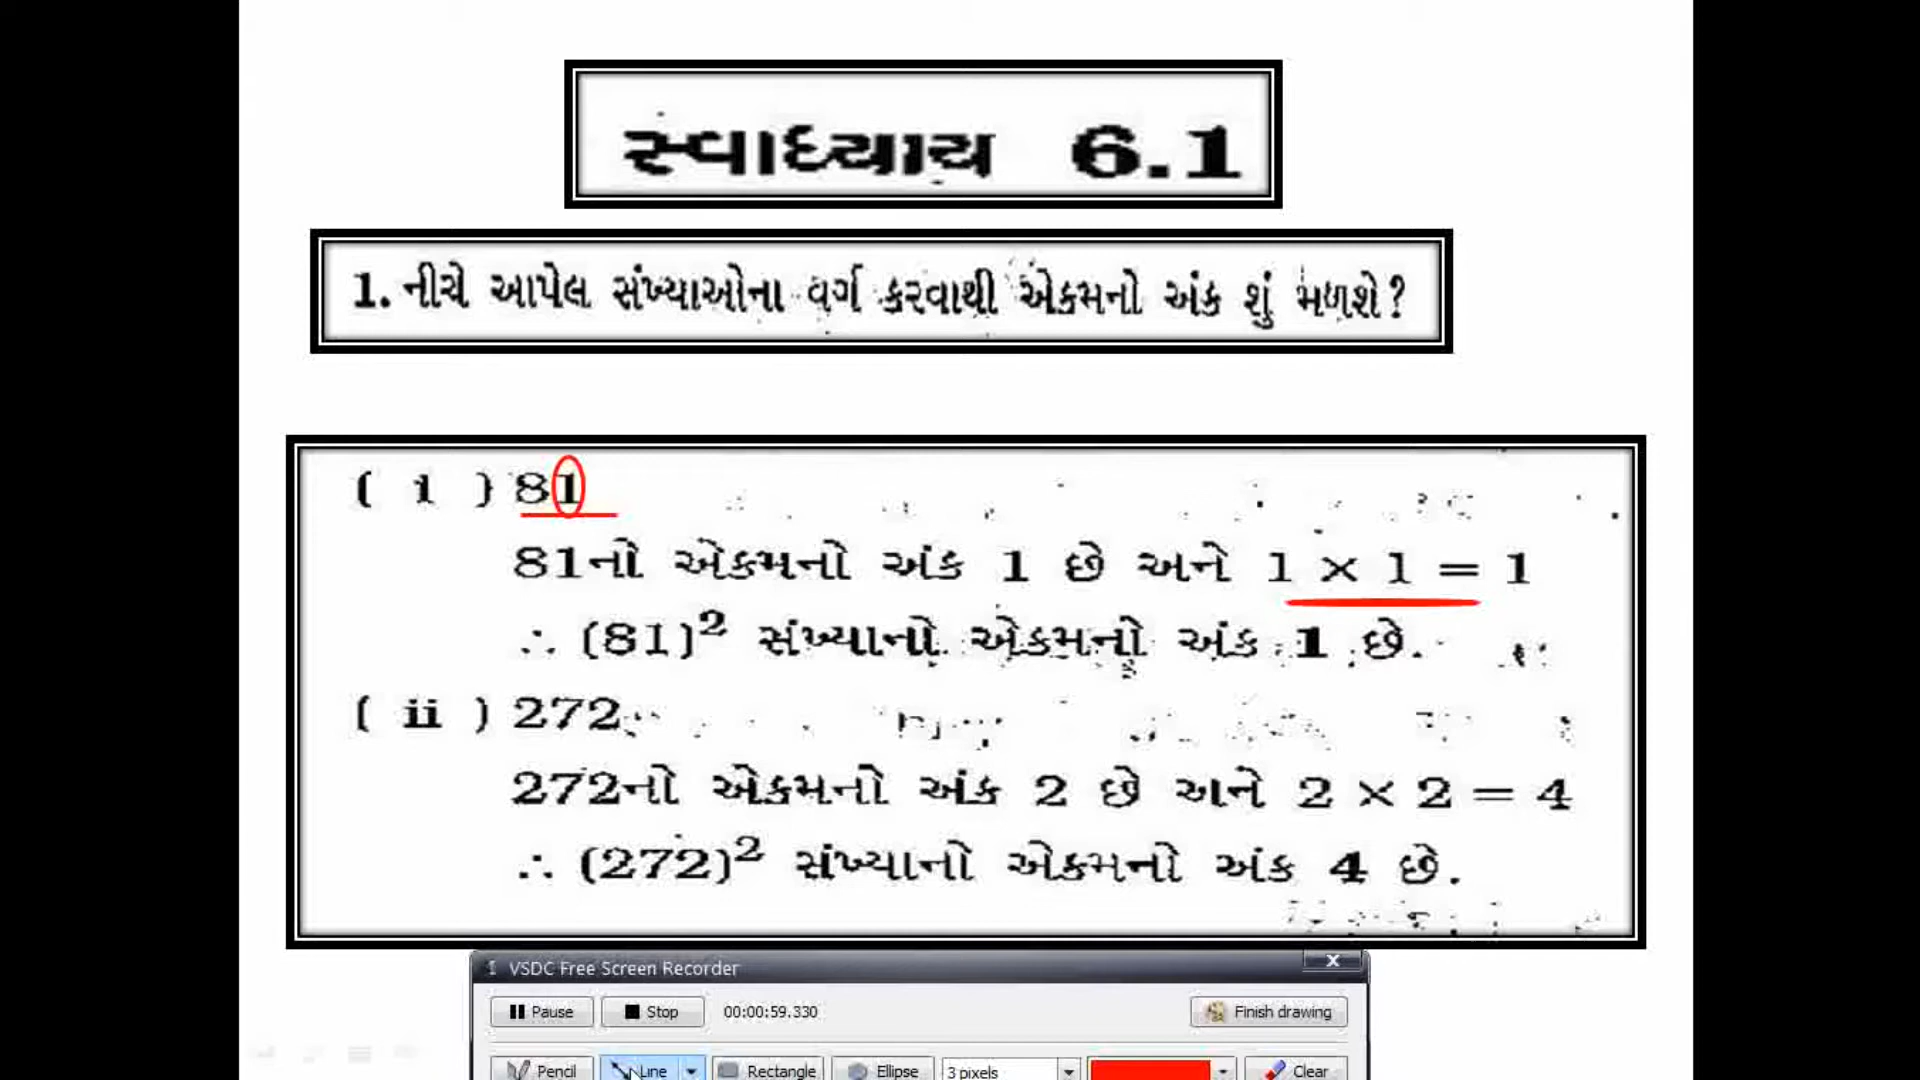 સ્વાધ્યાય 6.1
1. નીચે આપેલ સંખ્યાઓના વર્ગ કરવાથી એકમનો અંક શું મળશે?
( i ) 81
81નો એકમનો અંક 1 છે અને 1 × 1 = 1
∴ (81)² સંખ્યાનો એકમનો અંક 1 છે.
( ii ) 272
272નો એકમનો અંક 2 છે અને 2 × 2 = 4
∴ (272)² સંખ્યાનો એકમનો અંક 4 છે.
VSDC Free Screen Recorder
Pause Stop 00:00:59.330 Finish drawing
Pencil Line Rectangle Ellipse 3 pixels Clear